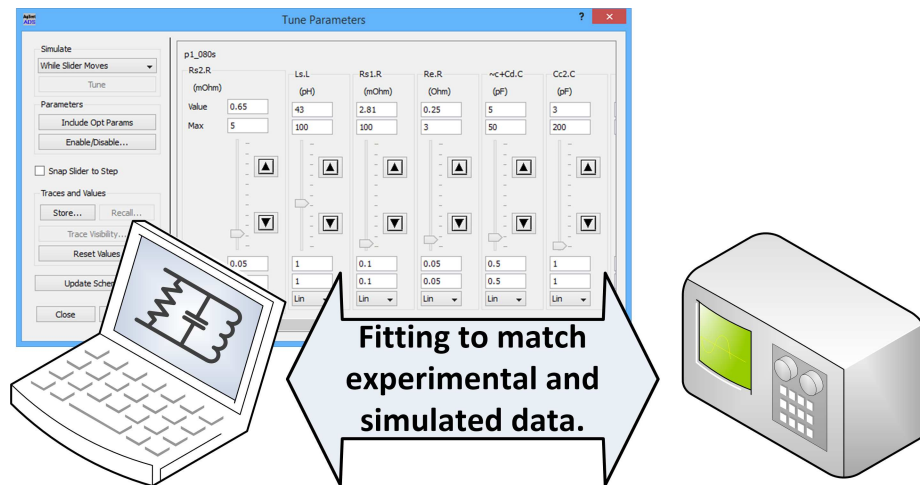 Agilent
ADS
Tune Parameters
?
×
Simulate
While Slider Moves
Tune
Parameters
Include Opt Params
Enable/Disable...
Snap Slider to Step
Traces and Values
Store...
Recall...
Trace Visibility...
Reset Values
Update Schem
Close
p1_080s
Rs2.R
Ls.L
Rs1.R
Re.R
~c+Cd.C
Cc2.C
(mOhm)
(pH)
(mOhm)
(Ohm)
(pF)
(pF)
Value
0.65
43
2.81
0.25
5
3
Max
5
100
100
3
50
200
0.05
1
0.1
0.05
0.5
1
1
0.1
0.05
0.5
1
Lin
Lin
Lin
Lin
Lin
Fitting to match
experimental and
simulated data.